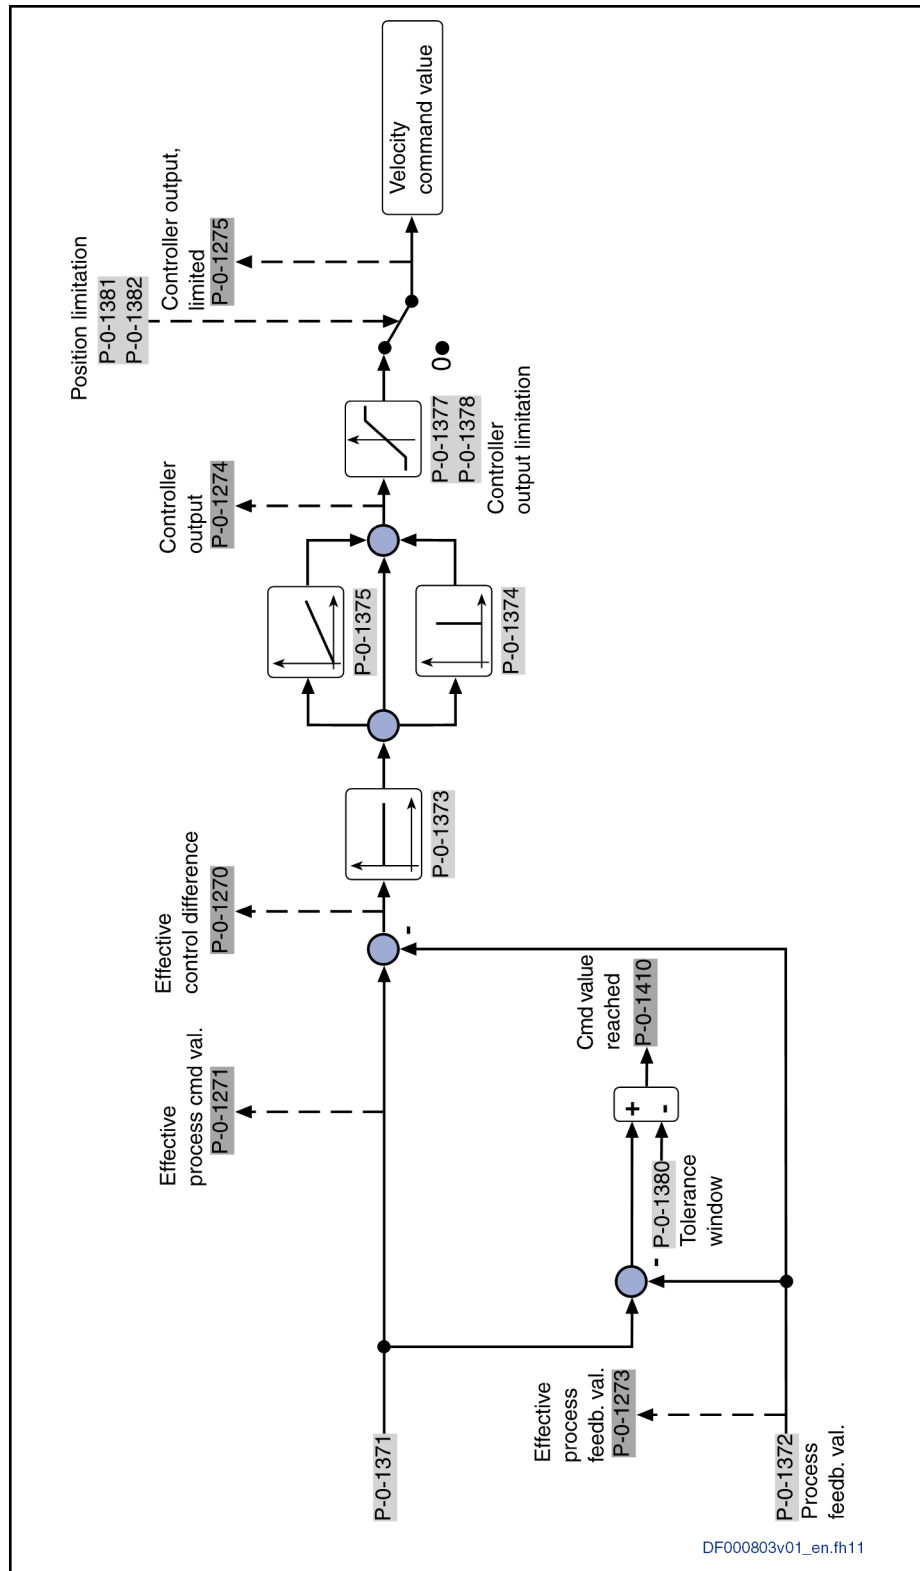 Position limitation
P-0-1381
P-0-1382
Controller output,
limited
P-0-1275
Velocity
command value
Controller
output
P-0-1274
0
P-0-1377
P-0-1378
Controller
output limitation
P-0-1375
P-0-1374
Effective
control difference
P-0-1270
P-0-1373
-
Effective
process cmd val.
P-0-1271
Cmd value
reached
P-0-1410
+
-
P-0-1380
Tolerance
window
-
Effective
process
feedb. val.
P-0-1273
P-0-1371
P-0-1372
Process
feedb. val.
DF000803v01_en.fh11